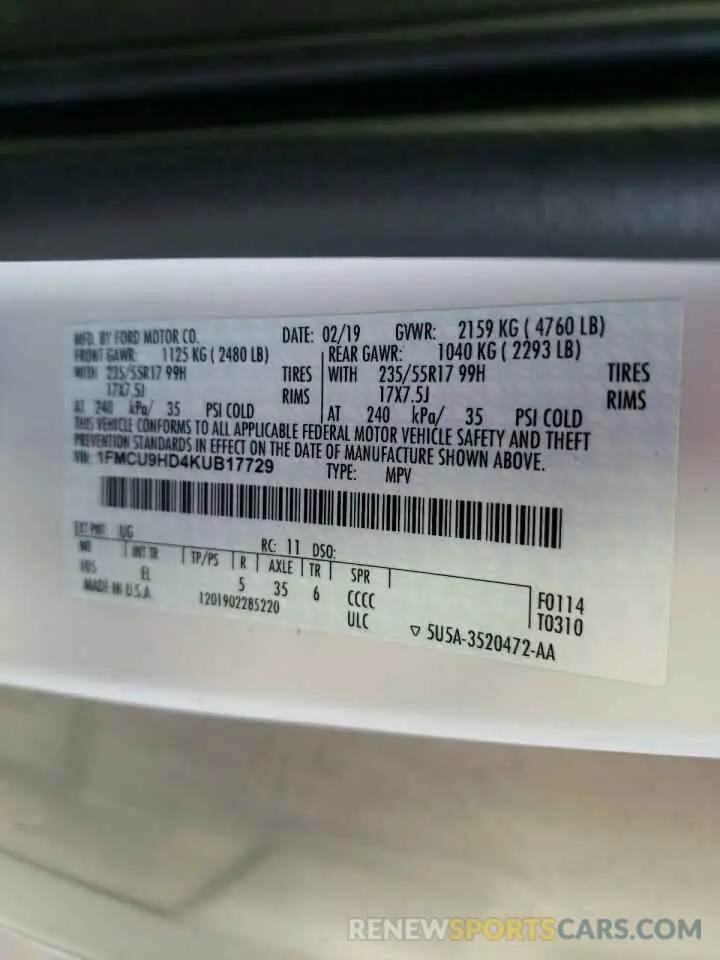 MFD. BY FORD MOTOR CO. DATE: 02/19 GVWR: 2159 KG ( 4760 LB)
FRONT GAWR: 1125 KG ( 2480 LB) REAR GAWR: 1040 KG ( 2293 LB)
WITH 235/55R17 99H TIRES WITH 235/55R17 99H TIRES
17X7.5J RIMS 17X7.5J RIMS
AT 240 kPa/ 35 PSI COLD AT 240 kPa/ 35 PSI COLD
THIS VEHICLE CONFORMS TO ALL APPLICABLE FEDERAL MOTOR VEHICLE SAFETY AND THEFT
PREVENTION STANDARDS IN EFFECT ON THE DATE OF MANUFACTURE SHOWN ABOVE.
VIN: 1FMCU9HD4KUB17729 TYPE: MPV
EXT PNT: UG RC: 11 DSO:
WB INT TR TP/PS R AXLE TR SPR
105 EL 5 35 6 CCCC F0114
MADE IN U.S.A. 1201902285220 ULC T0310
▽ 5U5A-3520472-AA
RENEWSPORTSCARS.COM